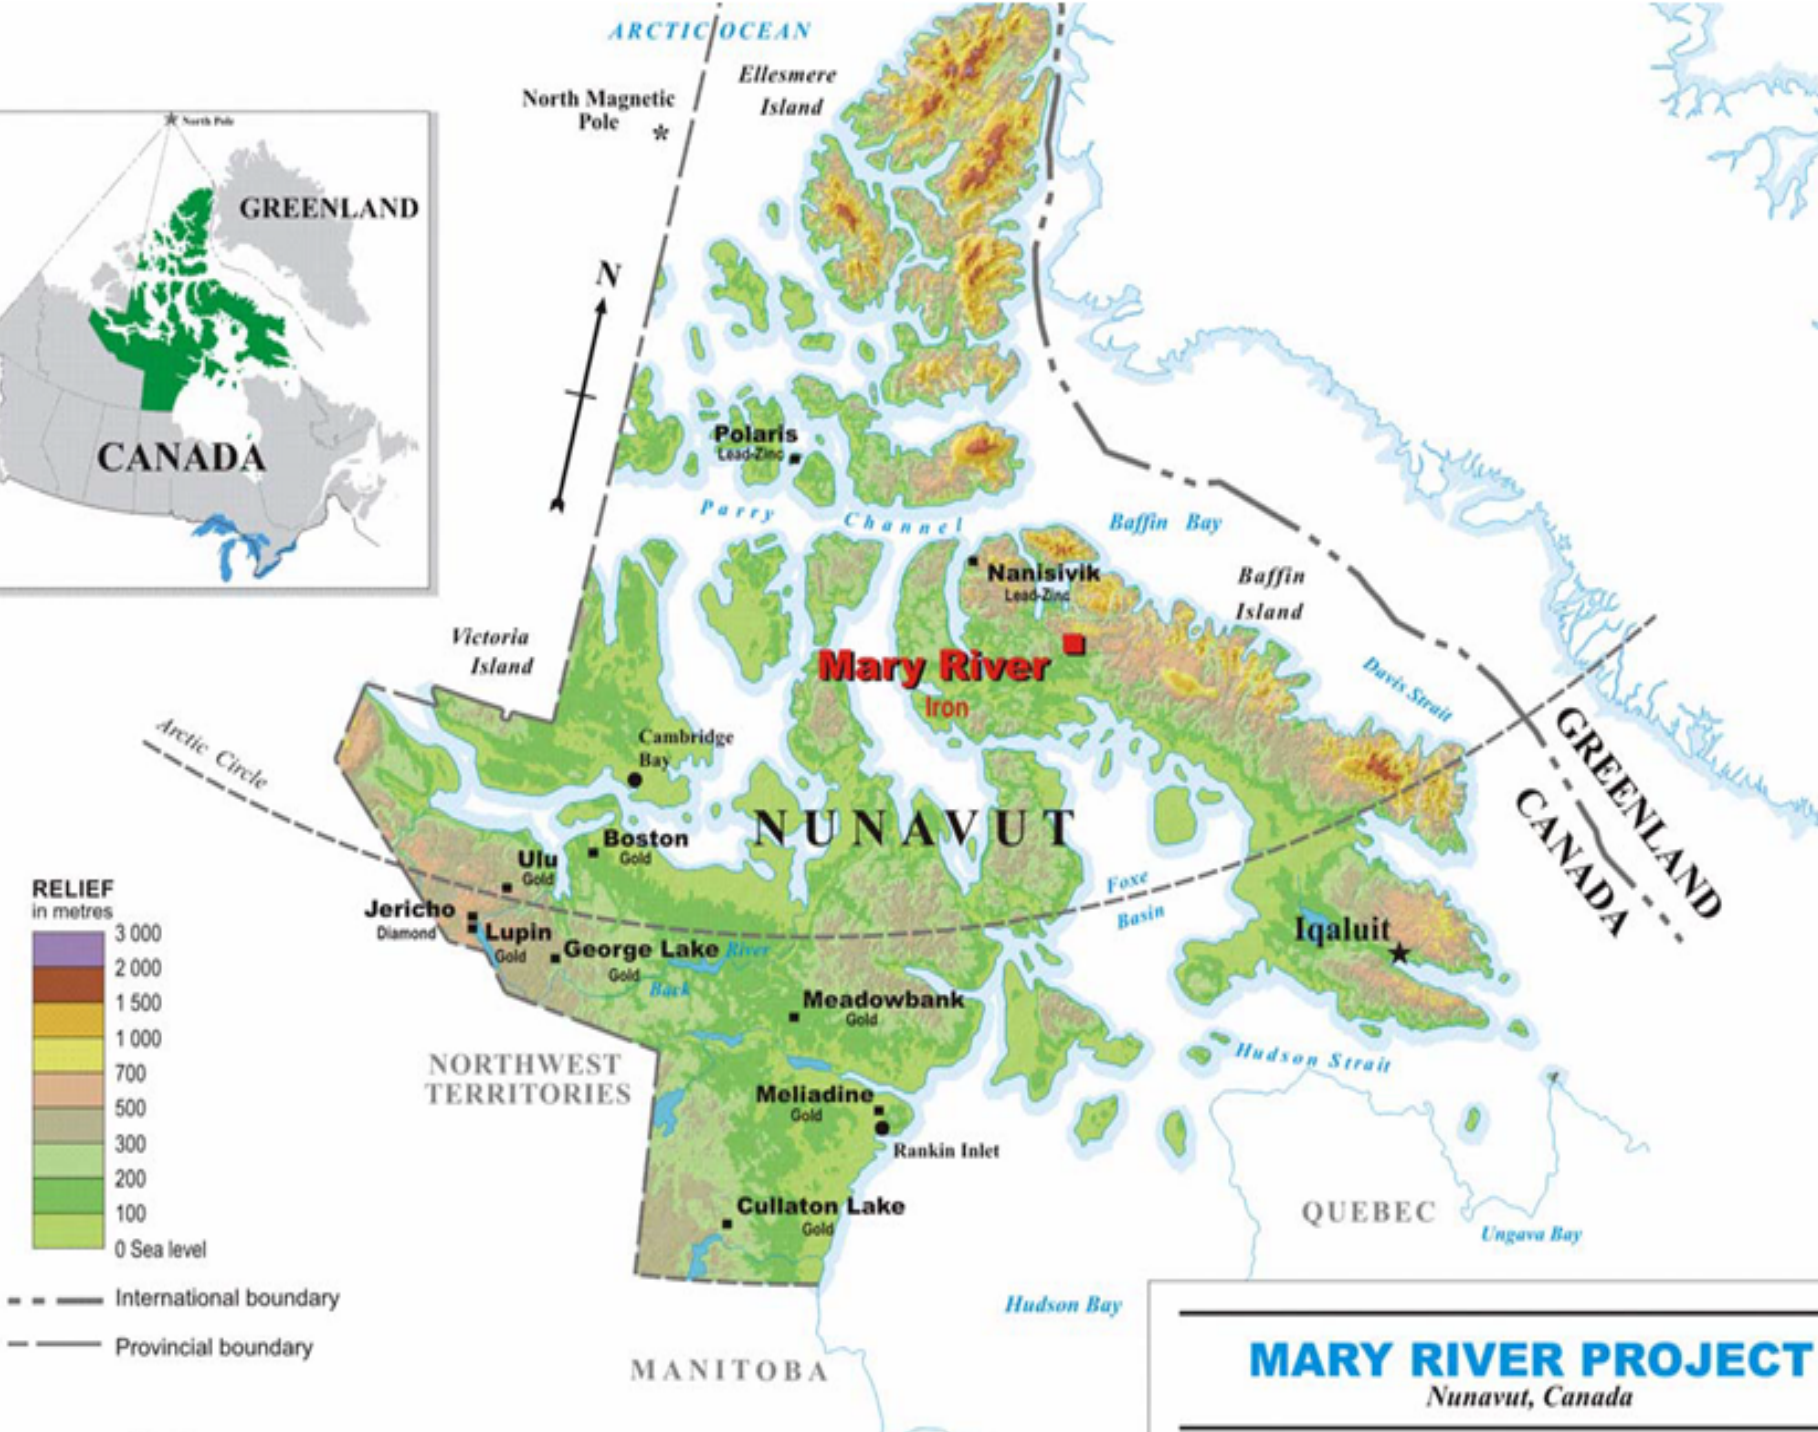 ARCTIC OCEAN
Ellesmere
Island
North Magnetic
Pole
North Pole
GREENLAND
CANADA
N
Polaris
Lead-Zinc
Parry Channel
Baffin Bay
Nanisivik
Lead-Zinc
Baffin
Island
Victoria
Island
Mary River
Iron
Davis Strait
Arctic Circle
Cambridge
Bay
NUNAVUT
GREENLAND
CANADA
Boston
Gold
Ulu
Gold
Foxe
Basin
Jericho
Diamond
Lupin
Gold
George Lake
Gold
River
Back
Iqaluit
Meadowbank
Gold
NORTHWEST
TERRITORIES
Hudson Strait
Meliadine
Gold
Rankin Inlet
Cullaton Lake
Gold
QUEBEC
Ungava Bay
Hudson Bay
MANITOBA
RELIEF
in metres
3 000
2 000
1 500
1 000
700
500
300
200
100
0 Sea level
International boundary
Provincial boundary
MARY RIVER PROJECT
Nunavut, Canada